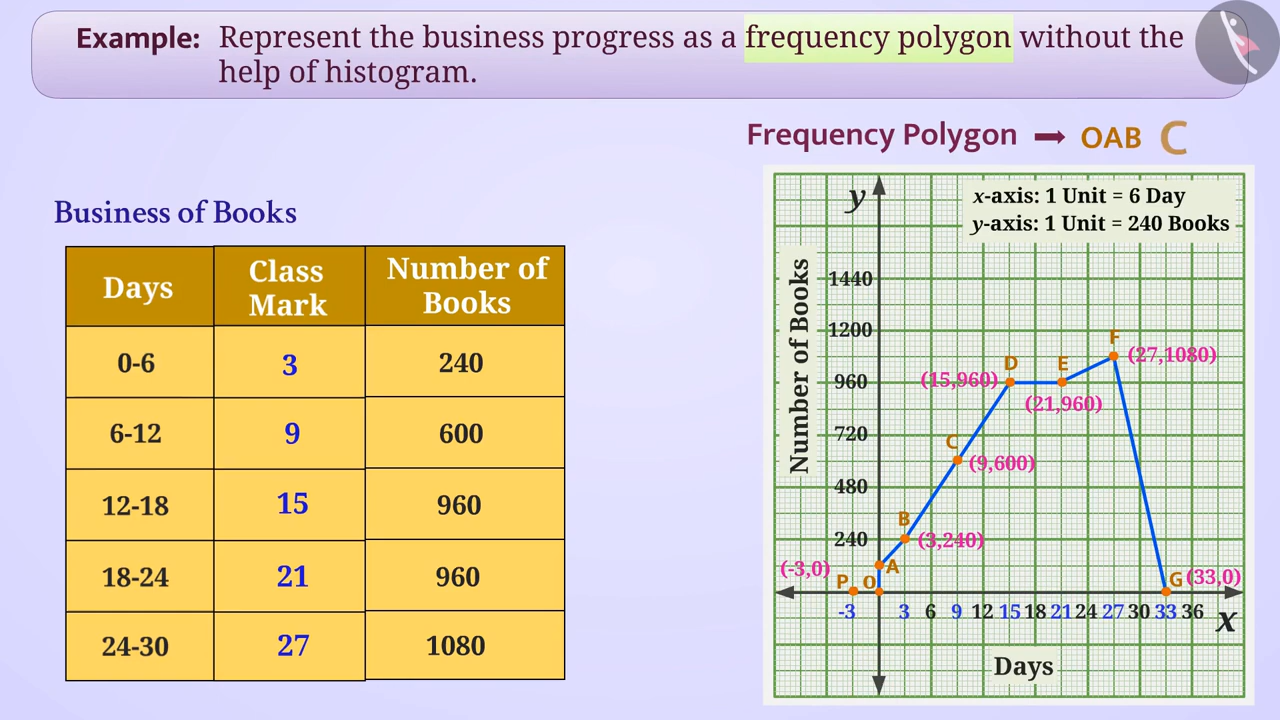 Example: Represent the business progress as a frequency polygon without the
help of histogram.
Frequency Polygon ➡ OAB C
Business of Books
Days Class Mark Number of Books
0-6 3 240
6-12 9 600
12-18 15 960
18-24 21 960
24-30 27 1080
y
x-axis: 1 Unit = 6 Day
y-axis: 1 Unit = 240 Books
Number of Books
1440
1200
960
720
480
240
F
(27,1080)
D
E
(15,960)
(21,960)
C
(9,600)
B
(3,240)
(-3,0)
A
P
O
G
(33,0)
-3 3 6 9 12 15 18 21 24 27 30 33 36
x
Days